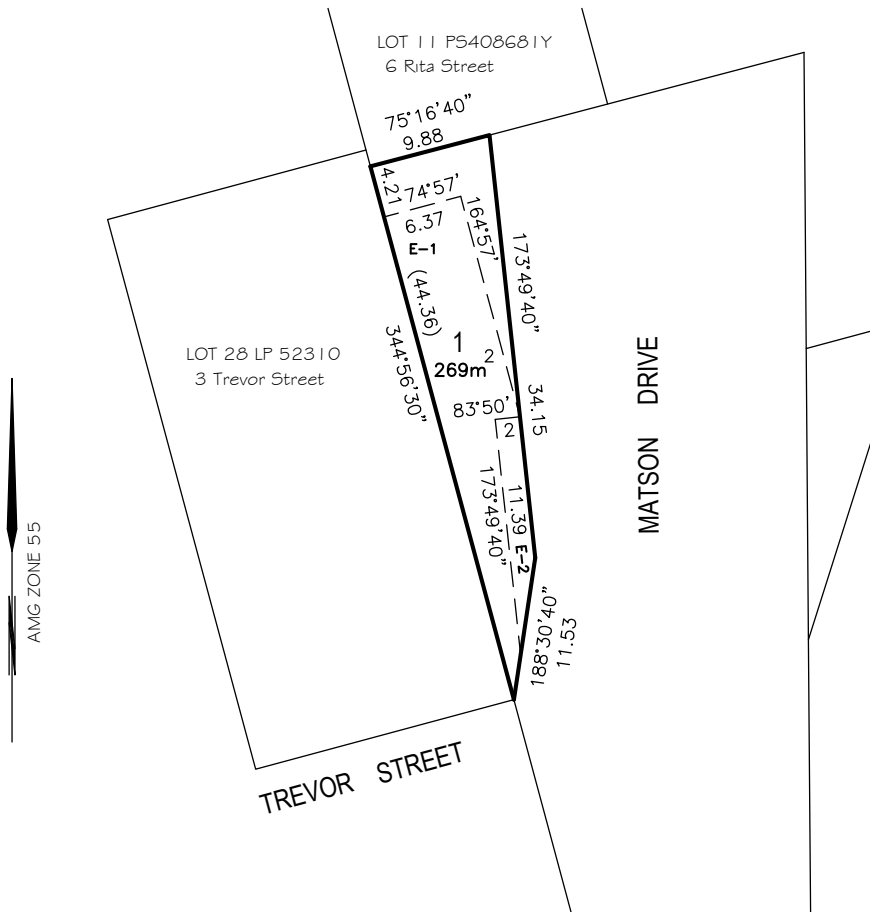 LOT 11 PS408681Y
6 Rita Street
75°16'40"
9.88
4.21
74°57'
6.37
164°57'
E-1
(44.36)
173°49'40"
1
269m²
344°56'30"
LOT 28 LP 52310
3 Trevor Street
83°50'
2
34.15
MATSON DRIVE
11.39
173°49'40"
E-2
188°30'40"
11.53
AMG ZONE 55
TREVOR STREET